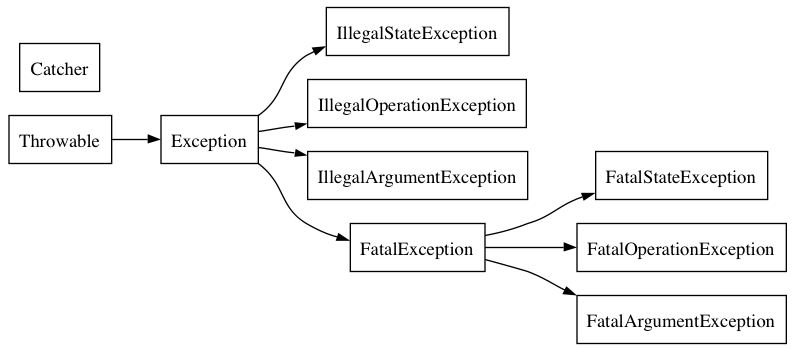 Catcher
Throwable
Exception
IllegalStateException
IllegalOperationException
IllegalArgumentException
FatalException
FatalStateException
FatalOperationException
FatalArgumentException